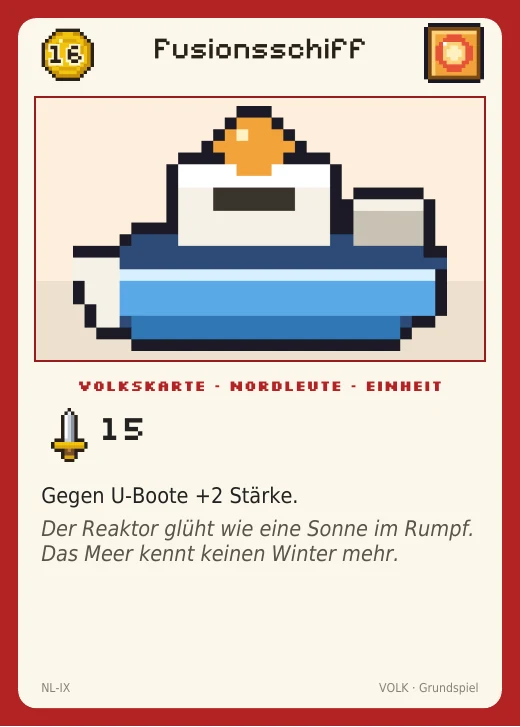 16
Fusionsschiff
VOLKSKARTE · NORDLEUTE · EINHEIT
15
Gegen U-Boote +2 Stärke.
Der Reaktor glüht wie eine Sonne im Rumpf.
Das Meer kennt keinen Winter mehr.
NL-IX
VOLK · Grundspiel